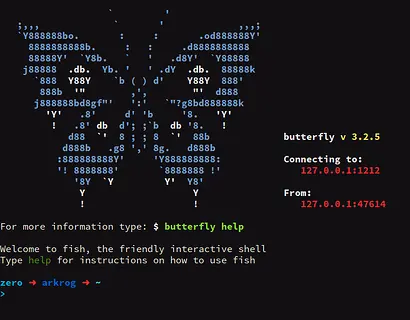 butterfly v 3.2.5
Connecting to:
127.0.0.1:1212
From:
127.0.0.1:47614
For more information type: $ butterfly help
Welcome to fish, the friendly interactive shell
Type help for instructions on how to use fish
zero ➜ arkrog ➜ ~
>